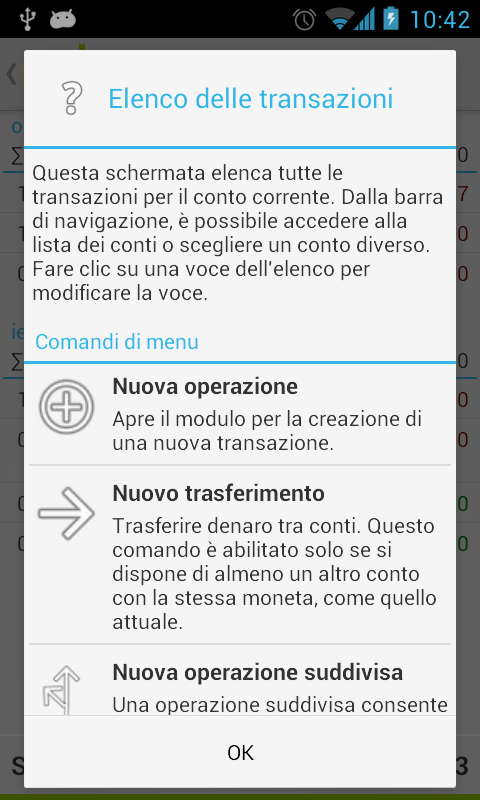 10:42
Elenco delle transazioni
Questa schermata elenca tutte le
transazioni per il conto corrente. Dalla barra
di navigazione, è possibile accedere alla
lista dei conti o scegliere un conto diverso.
Fare clic su una voce dell'elenco per
modificare la voce.
Comandi di menu
Nuova operazione
Apre il modulo per la creazione di
una nuova transazione.
Nuovo trasferimento
Trasferire denaro tra conti. Questo
comando è abilitato solo se si
dispone di almeno un altro conto
con la stessa moneta, come quello
attuale.
Nuova operazione suddivisa
Una operazione suddivisa consente
OK